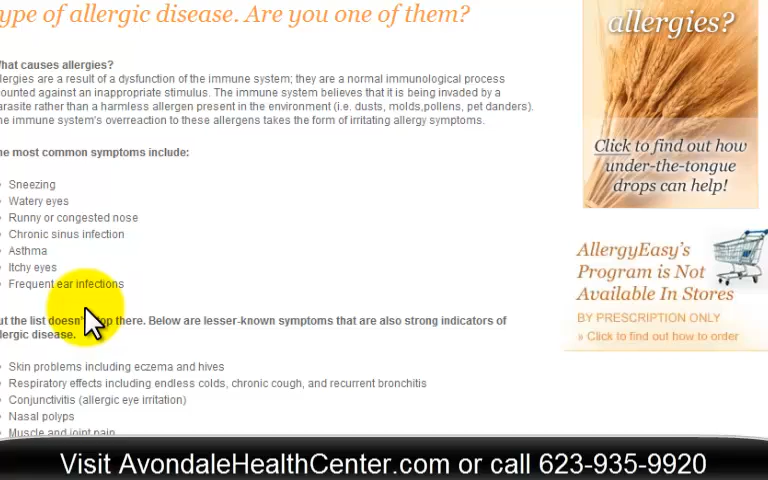 ype of allergic disease. Are you one of them?
hat causes allergies?
lergies are a result of a dysfunction of the immune system; they are a normal immunological process
ounted against an inappropriate stimulus. The immune system believes that it is being invaded by a
arasite rather than a harmless allergen present in the environment (i.e. dusts, molds,pollens, pet danders).
he immune system's overreaction to these allergens takes the form of irritating allergy symptoms.
he most common symptoms include:
Sneezing
Watery eyes
Runny or congested nose
Chronic sinus infection
Asthma
Itchy eyes
Frequent ear infections
ut the list doesn' op there. Below are lesser-known symptoms that are also strong indicators of
lergic disease.
Skin problems including eczema and hives
Respiratory effects including endless colds, chronic cough, and recurrent bronchitis
Conjunctivitis (allergic eye irritation)
Nasal polyps
Muscle and joint pain
allergies?
Click to find out how
under-the-tongue
drops can help!
AllergyEasy's
Program is Not
Available In Stores
BY PRESCRIPTION ONLY
» Click to find out how to order
Visit AvondaleHealthCenter.com or call 623-935-9920